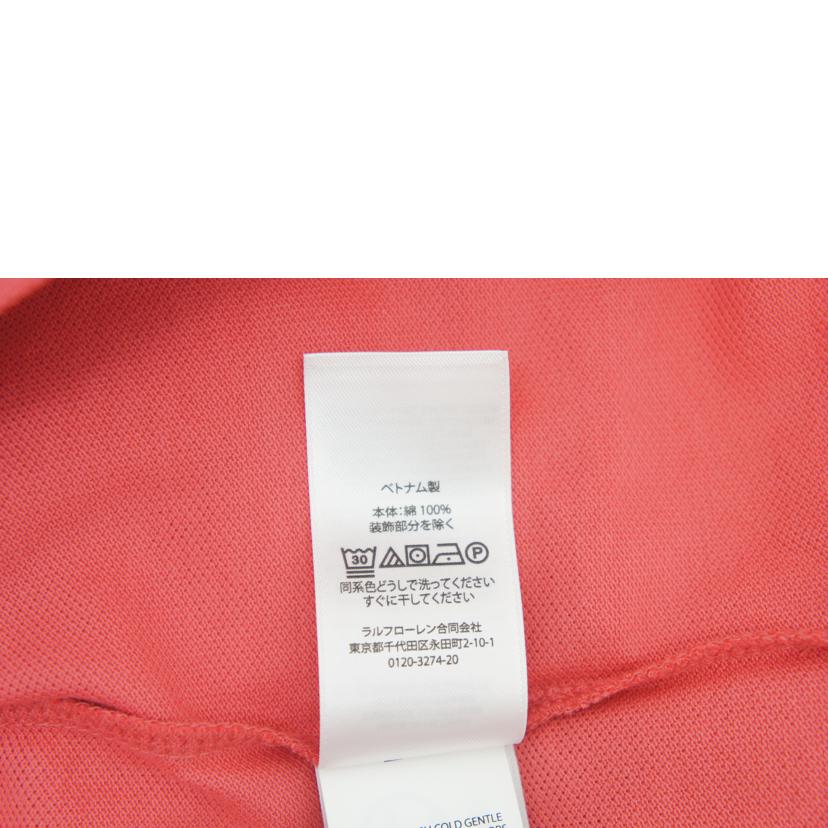 ベトナム製
本体：綿 100%
装飾部分を除く
30 P
同系色どうしで洗ってください
すぐに干してください
ラルフローレン合同会社
東京都千代田区永田町2-10-1
0120-3274-20
COLD GENTLE